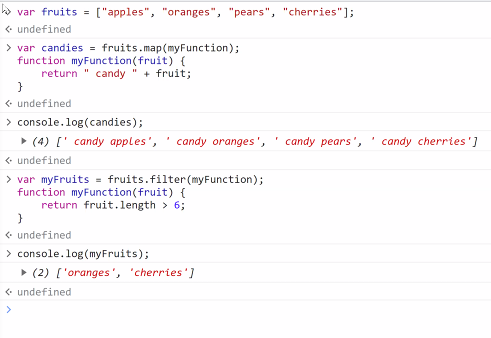 var fruits = ["apples", "oranges", "pears", "cherries"];
undefined
var candies = fruits.map(myFunction);
function myFunction(fruit) {
    return " candy " + fruit;
}
undefined
console.log(candies);
(4) [' candy apples', ' candy oranges', ' candy pears', ' candy cherries']
undefined
var myFruits = fruits.filter(myFunction);
function myFunction(fruit) {
    return fruit.length > 6;
}
undefined
console.log(myFruits);
(2) ['oranges', 'cherries']
undefined